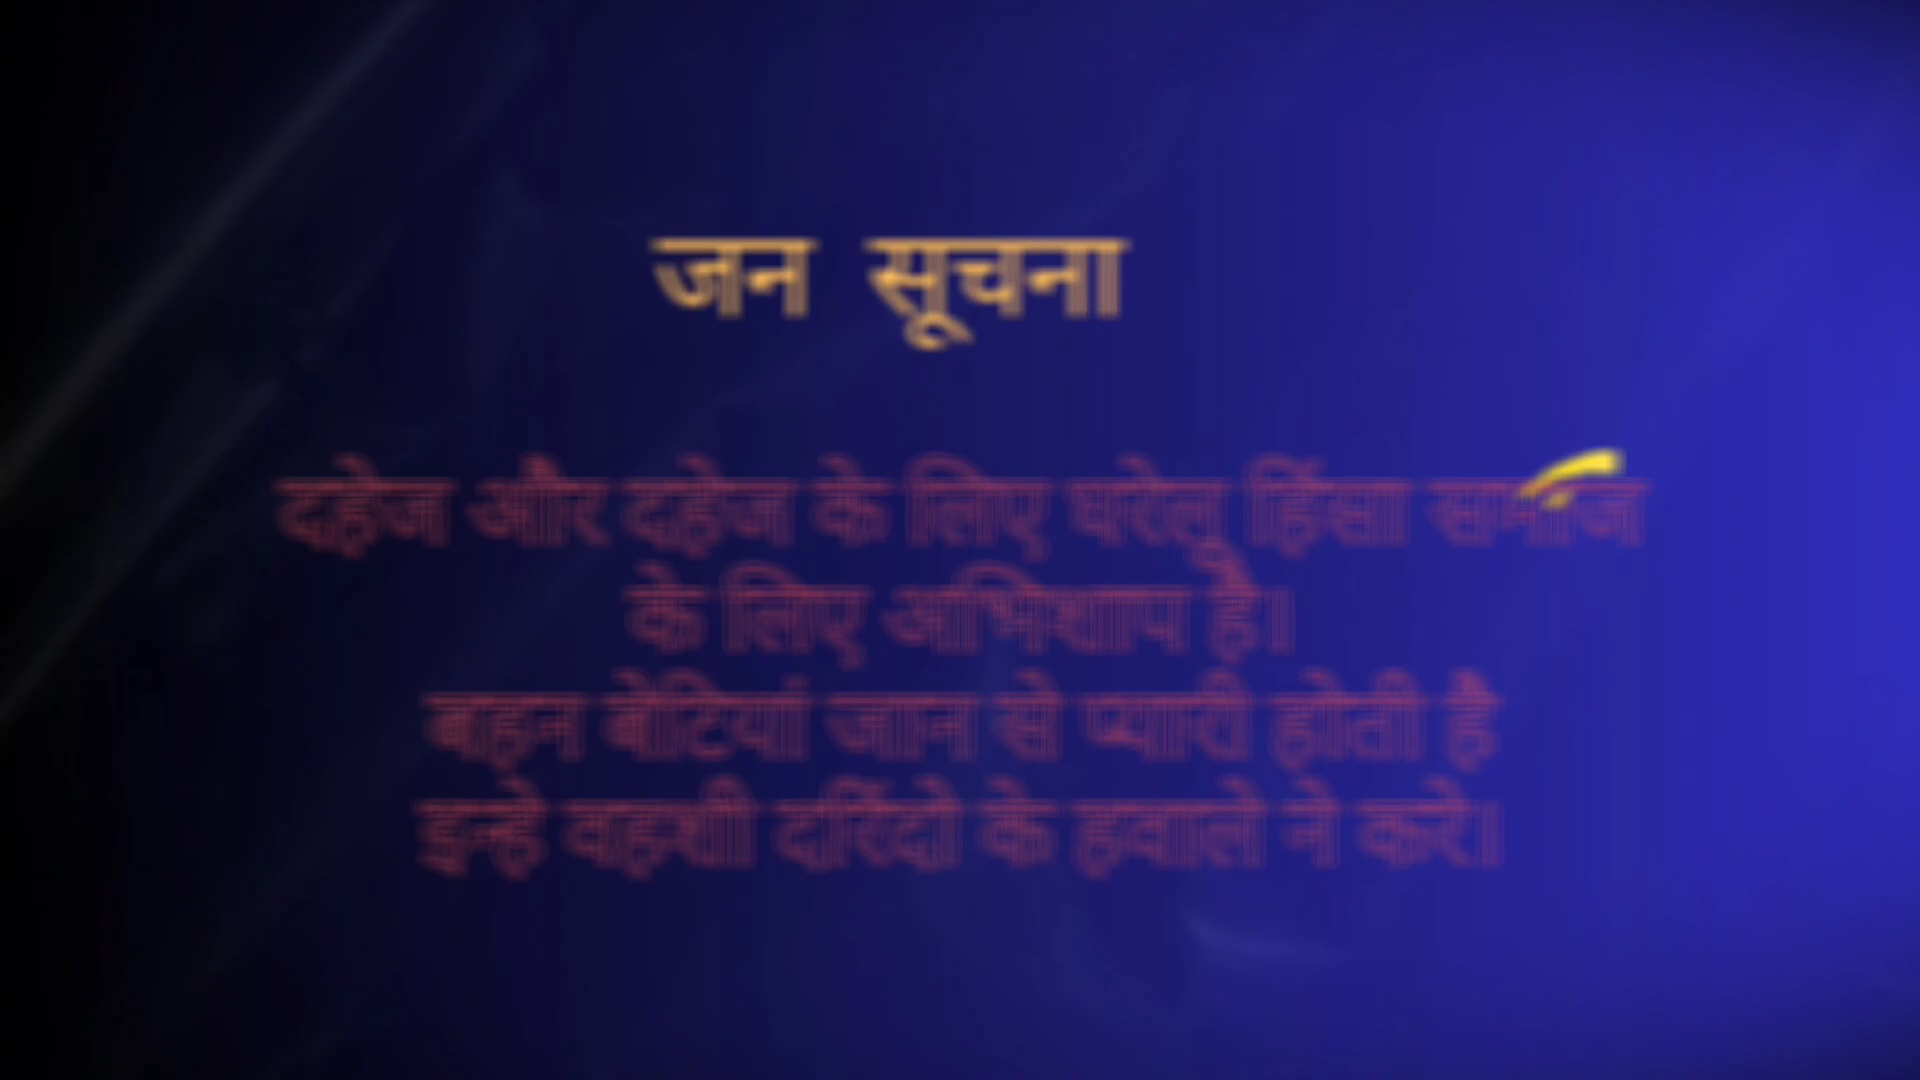 जन सूचना
दहेज और दहेज के लिए घरेलू हिंसा समाज
के लिए अभिशाप है।
बहन बेटियां जान से प्यारी होती है
इन्हे वहशी दरिंदो के हवाले ने करे।